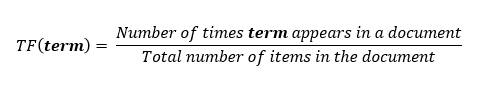 TF(term) = Number of times term appears in a document
Total number of items in the document